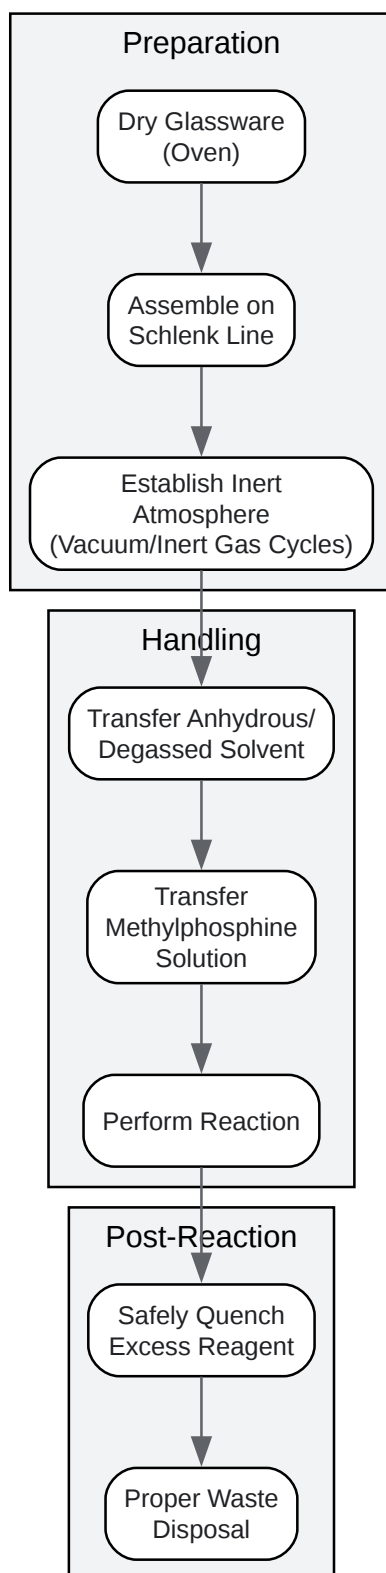 Preparation
Dry Glassware
(Oven)
Assemble on
Schlenk Line
Establish Inert
Atmosphere
(Vacuum/Inert Gas Cycles)
Handling
Transfer Anhydrous/
Degassed Solvent
Transfer
Methylphosphine
Solution
Perform Reaction
Post-Reaction
Safely Quench
Excess Reagent
Proper Waste
Disposal